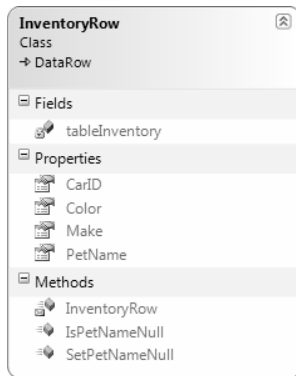 InventoryRow
Class
DataRow
Fields
tableInventory
Properties
CarID
Color
Make
PetName
Methods
InventoryRow
IsPetNameNull
SetPetNameNull